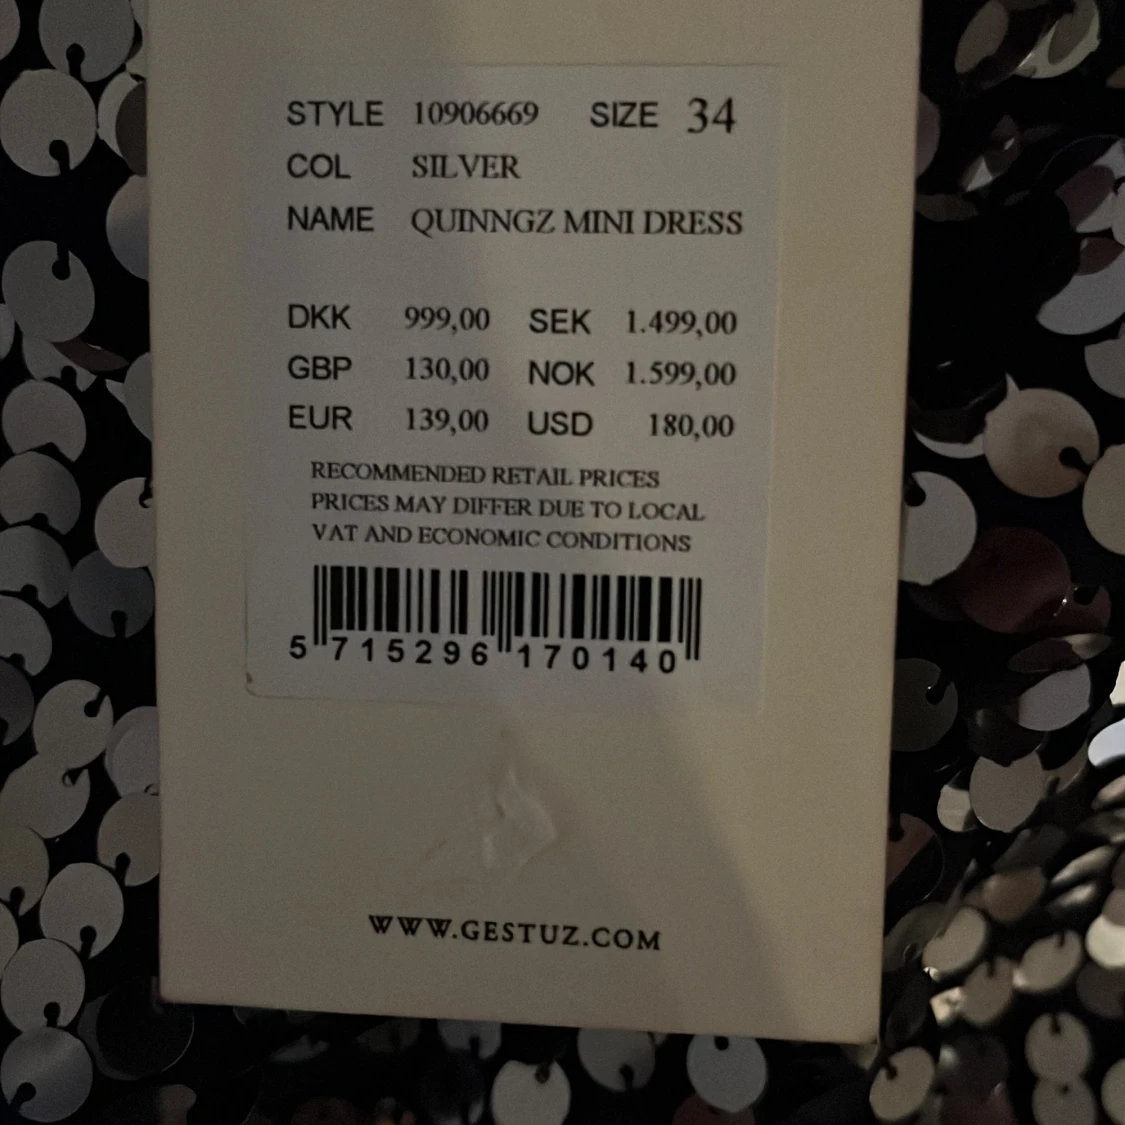 STYLE 10906669 SIZE 34
COL SILVER
NAME QUINNGZ MINI DRESS
DKK 999,00 SEK 1.499,00
GBP 130,00 NOK 1.599,00
EUR 139,00 USD 180,00
RECOMMENDED RETAIL PRICES
PRICES MAY DIFFER DUE TO LOCAL
VAT AND ECONOMIC CONDITIONS
5 715296 170140
WWW.GESTUZ.COM